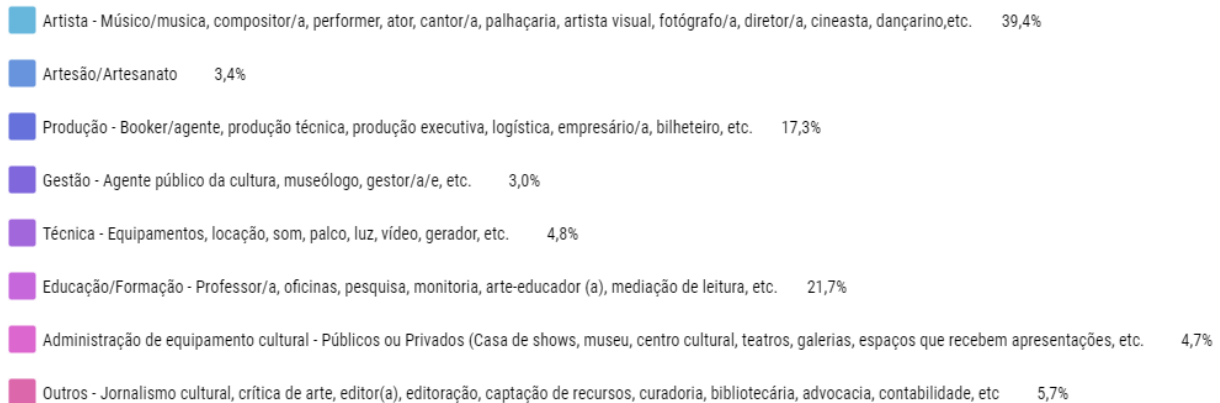 Artista - Músico/musica, compositor/a, performer, ator, cantor/a, palhaçaria, artista visual, fotógrafo/a, diretor/a, cineasta, dançarino,etc. 39,4%
Artesão/Artesanato 3,4%
Produção - Booker/agente, produção técnica, produção executiva, logística, empresário/a, bilheteiro, etc. 17,3%
Gestão - Agente público da cultura, museólogo, gestor/a/e, etc. 3,0%
Técnica - Equipamentos, locação, som, palco, luz, vídeo, gerador, etc. 4,8%
Educação/Formação - Professor/a, oficinas, pesquisa, monitoria, arte-educador (a), mediação de leitura, etc. 21,7%
Administração de equipamento cultural - Públicos ou Privados (Casa de shows, museu, centro cultural, teatros, galerias, espaços que recebem apresentações, etc. 4,7%
Outros - Jornalismo cultural, crítica de arte, editor(a), editoração, captação de recursos, curadoria, bibliotecária, advocacia, contabilidade, etc 5,7%